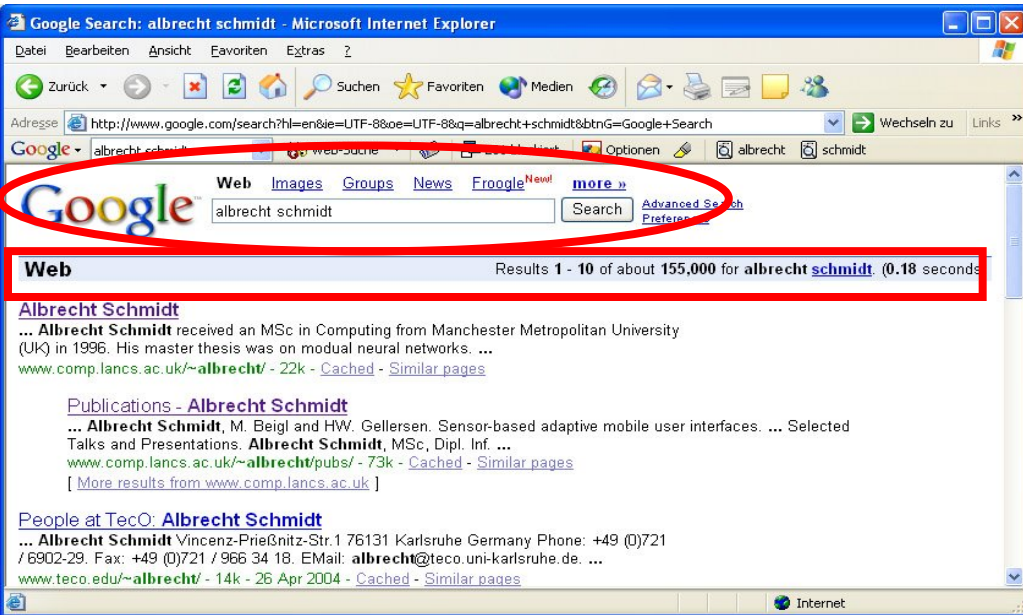 Google Search: albrecht schmidt - Microsoft Internet Explorer
Datei Bearbeiten Ansicht Favoriten Extras ?
Zurück Suchen Favoriten Medien
Adresse http://www.google.com/search?hl=en&ie=UTF-8&oe=UTF-8&q=albrecht+schmidt&btnG=Google+Search Wechseln zu Links »
Google albrecht schmidt Web-Suche blockiert Optionen albrecht schmidt
Web Images Groups News Froogle New! more »
Google™ albrecht schmidt Search Advanced Search
Preferences
Web Results 1 - 10 of about 155,000 for albrecht schmidt. (0.18 seconds
Albrecht Schmidt
... Albrecht Schmidt received an MSc in Computing from Manchester Metropolitan University
(UK) in 1996. His master thesis was on modual neural networks. ...
www.comp.lancs.ac.uk/~albrecht/ - 22k - Cached - Similar pages
Publications - Albrecht Schmidt
... Albrecht Schmidt, M. Beigl and HW. Gellersen. Sensor-based adaptive mobile user interfaces. ... Selected
Talks and Presentations. Albrecht Schmidt, MSc, Dipl. Inf. ...
www.comp.lancs.ac.uk/~albrecht/pubs/ - 73k - Cached - Similar pages
[ More results from www.comp.lancs.ac.uk ]
People at TecO: Albrecht Schmidt
... Albrecht Schmidt Vincenz-Prießnitz-Str.1 76131 Karlsruhe Germany Phone: +49 (0)721
/ 6902-29. Fax: +49 (0)721 / 966 34 18. EMail: albrecht@teco.uni-karlsruhe.de. ...
www.teco.edu/~albrecht/ - 14k - 26 Apr 2004 - Cached - Similar pages
Internet